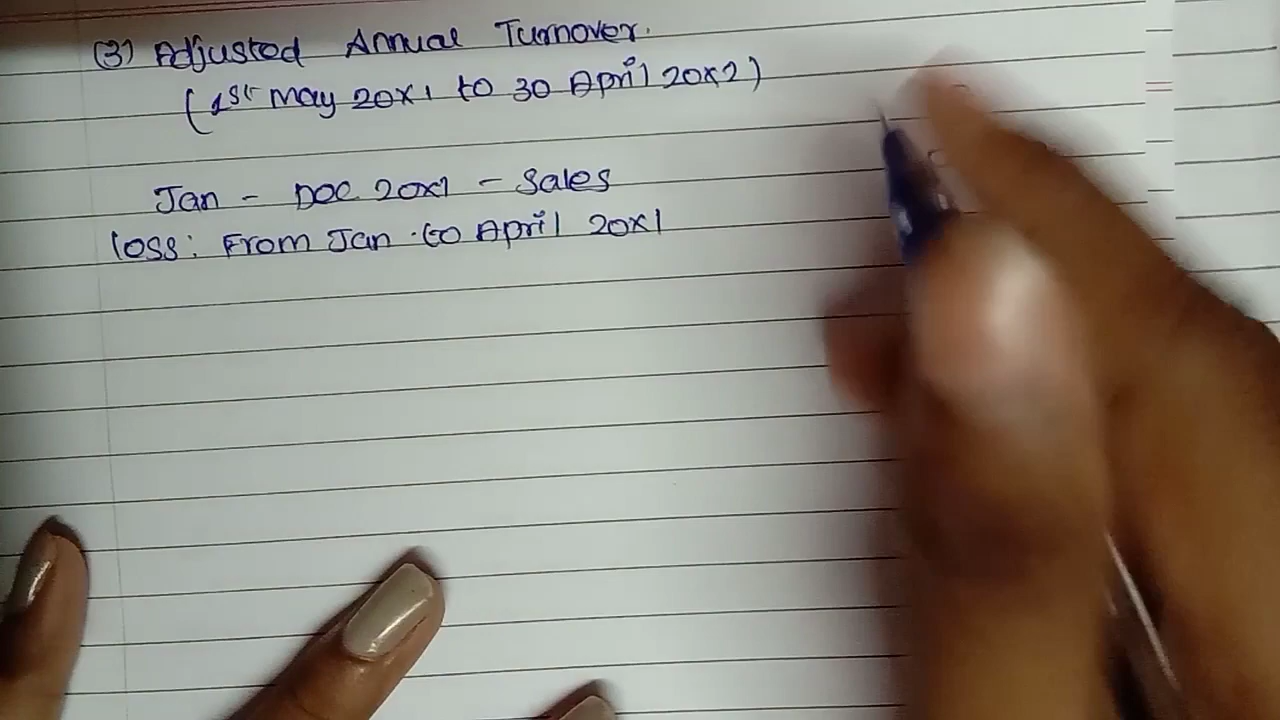 (3) Adjusted Annual Turnover.
(1st May 20x1 to 30 April 20x2)
Jan - Dec 20x1 - Sales
loss: From Jan to April 20x1